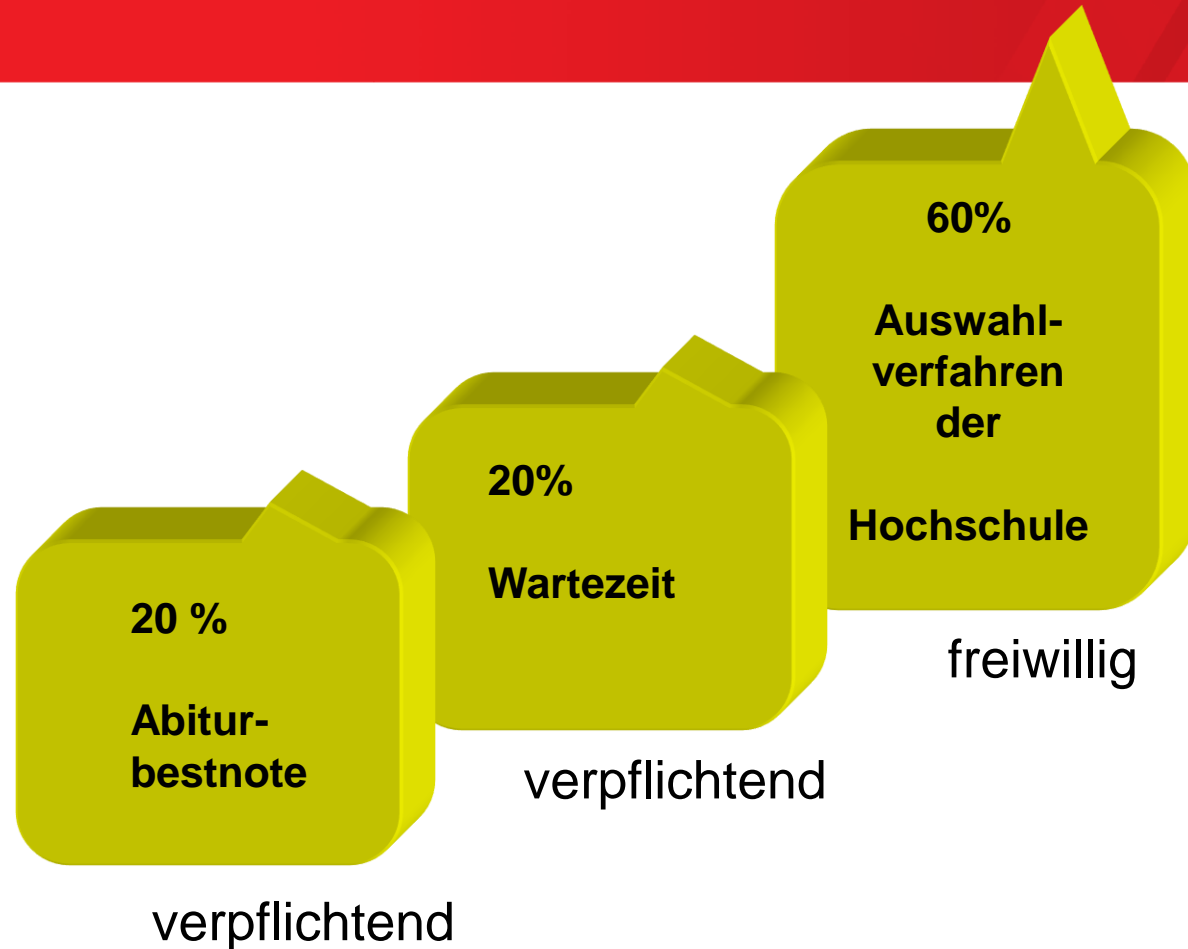 20 %
Abitur-
bestnote
verpflichtend
20%
Wartezeit
verpflichtend
60%
Auswahl-
verfahren
der
Hochschule
freiwillig